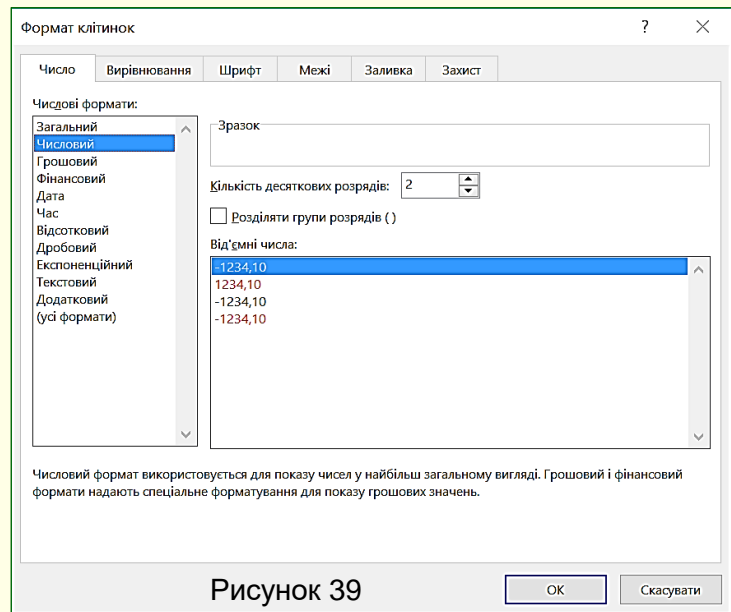 Формат клітинок
?
Число Вирівнювання Шрифт Межі Заливка Захист
Числові формати:
Загальний
Числовий
Грошовий
Фінансовий
Дата
Час
Відсотковий
Дробовий
Експоненційний
Текстовий
Додатковий
(усі формати)
Зразок
Кількість десяткових розрядів: 2
Розділяти групи розрядів ( )
Від'ємні числа:
-1234,10
1234,10
-1234,10
-1234,10
Числовий формат використовується для показу чисел у найбільш загальному вигляді. Грошовий і фінансовий
формати надають спеціальне форматування для показу грошових значень.
Рисунок 39
ОК Скасувати